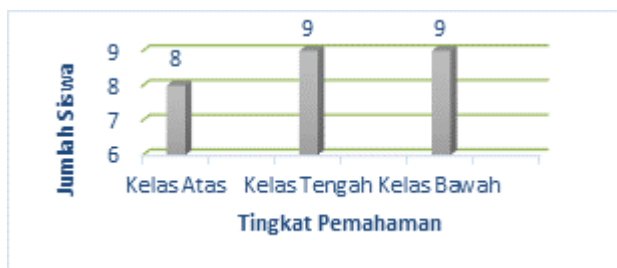 9 9
8
9
8
7
6
Jumlah Siswa
Kelas Atas Kelas Tengah Kelas Bawah
Tingkat Pemahaman